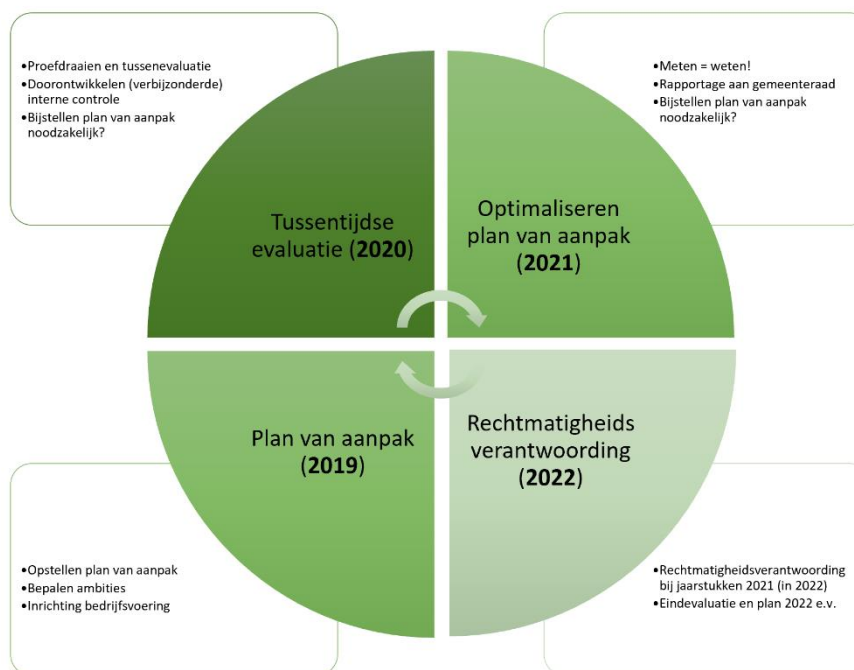 •Proefdraaien en tussenevaluatie
•Doorontwikkelen (verbijzonderde)
interne controle
•Bijstellen plan van aanpak
noodzakelijk?
•Meten = weten!
•Rapportage aan gemeenteraad
•Bijstellen plan van aanpak
noodzakelijk?
Tussentijdse
evaluatie (2020)
Optimaliseren
plan van aanpak
(2021)
Plan van aanpak
(2019)
Rechtmatigheids
verantwoording
(2022)
•Opstellen plan van aanpak
•Bepalen ambities
•Inrichting bedrijfsvoering
•Rechtmatigheidsverantwoording
bij jaarstukken 2021 (in 2022)
•Eindevaluatie en plan 2022 e.v.